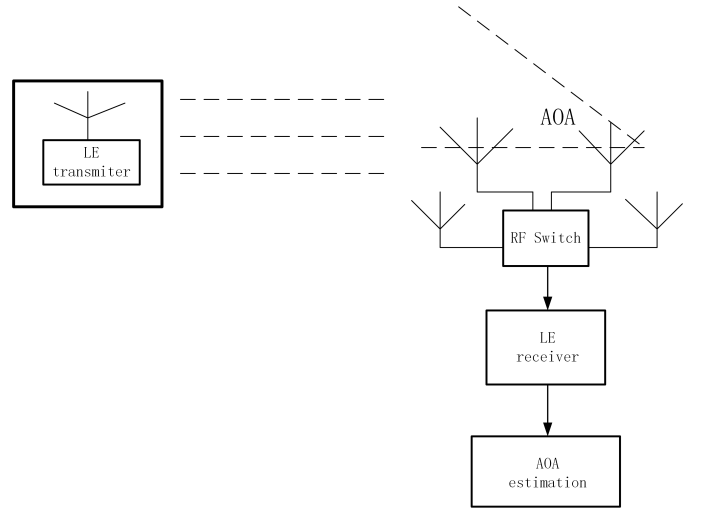 LE
transmiter
AOA
RF Switch
LE
receiver
AOA
estimation